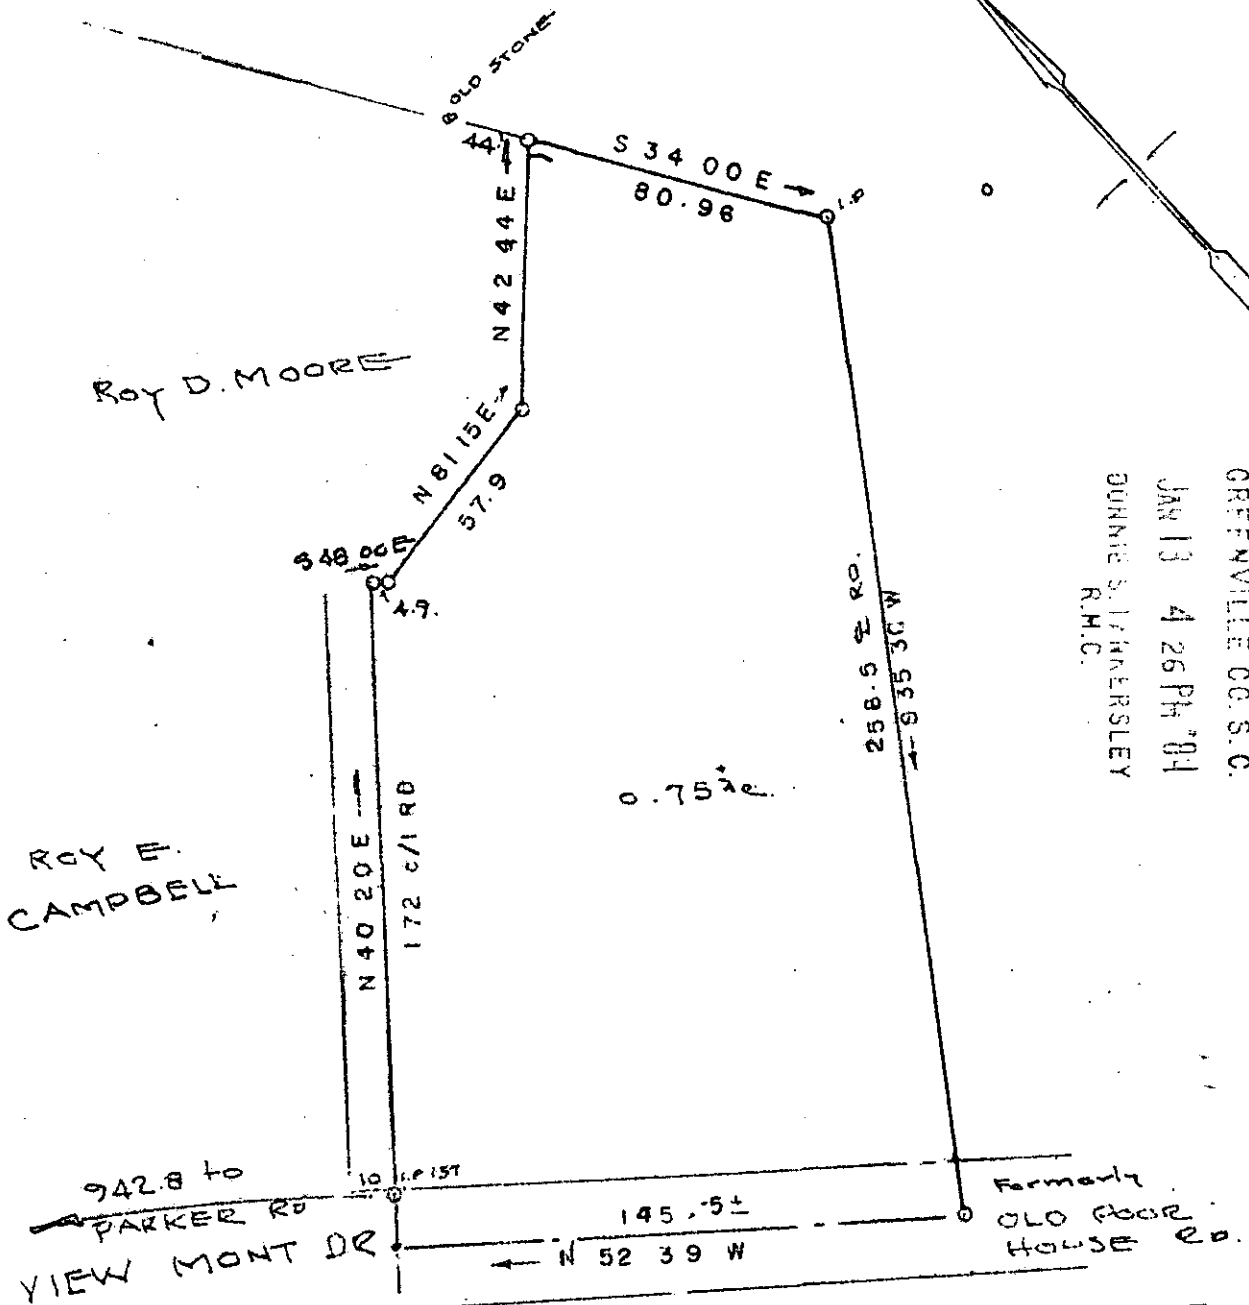 B OLD STONE
44.
S 34 00 E
80.96
I.P
N 42 44 E
ROY D. MOORE
N 81 15 E
57.9
S 48 00 E
4.9.
GREENVILLE CO. S. C.
JAN 13 4 26 PM '84
DONNIE S. TANKERSLEY
R.M.C.
258.5 ¢ RD.
S 35 30 W
0.75 ± Ac.
ROY E.
CAMPBELL
N 40 20 E
172 c/l RD
942.8 to
PARKER RD
10
I.P 157
VIEW MONT DR
145.5±
N 52 39 W
Formerly
OLD POOR
HOUSE RD.